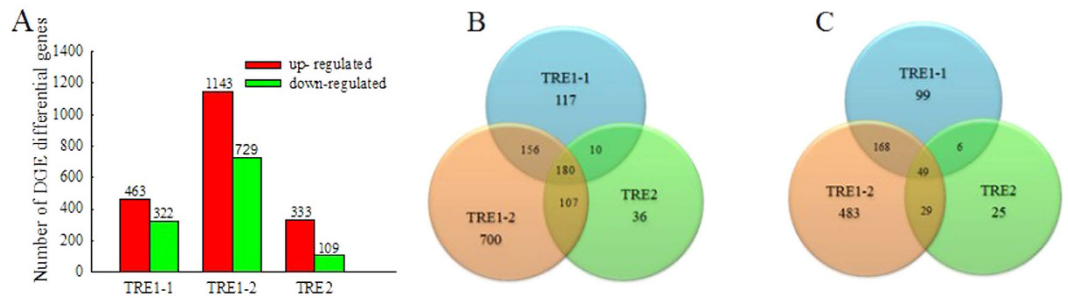 A
Number of DGE differential genes
1400
1200
1000
800
600
400
200
0
up- regulated
down-regulated
463
322
1143
729
333
109
TRE1-1
TRE1-2
TRE2
B
TRE1-1
117
156
10
180
107
TRE1-2
700
TRE2
36
C
TRE1-1
99
168
6
49
29
TRE1-2
483
TRE2
25